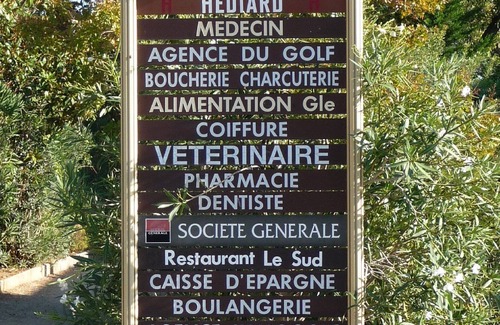 H HEDIARD H
MEDECIN
AGENCE DU GOLF
BOUCHERIE CHARCUTERIE
ALIMENTATION Gle
COIFFURE
VETERINAIRE
PHARMACIE
DENTISTE
SOCIETE GENERALE
Restaurant Le Sud
CAISSE D'EPARGNE
BOULANGERIE